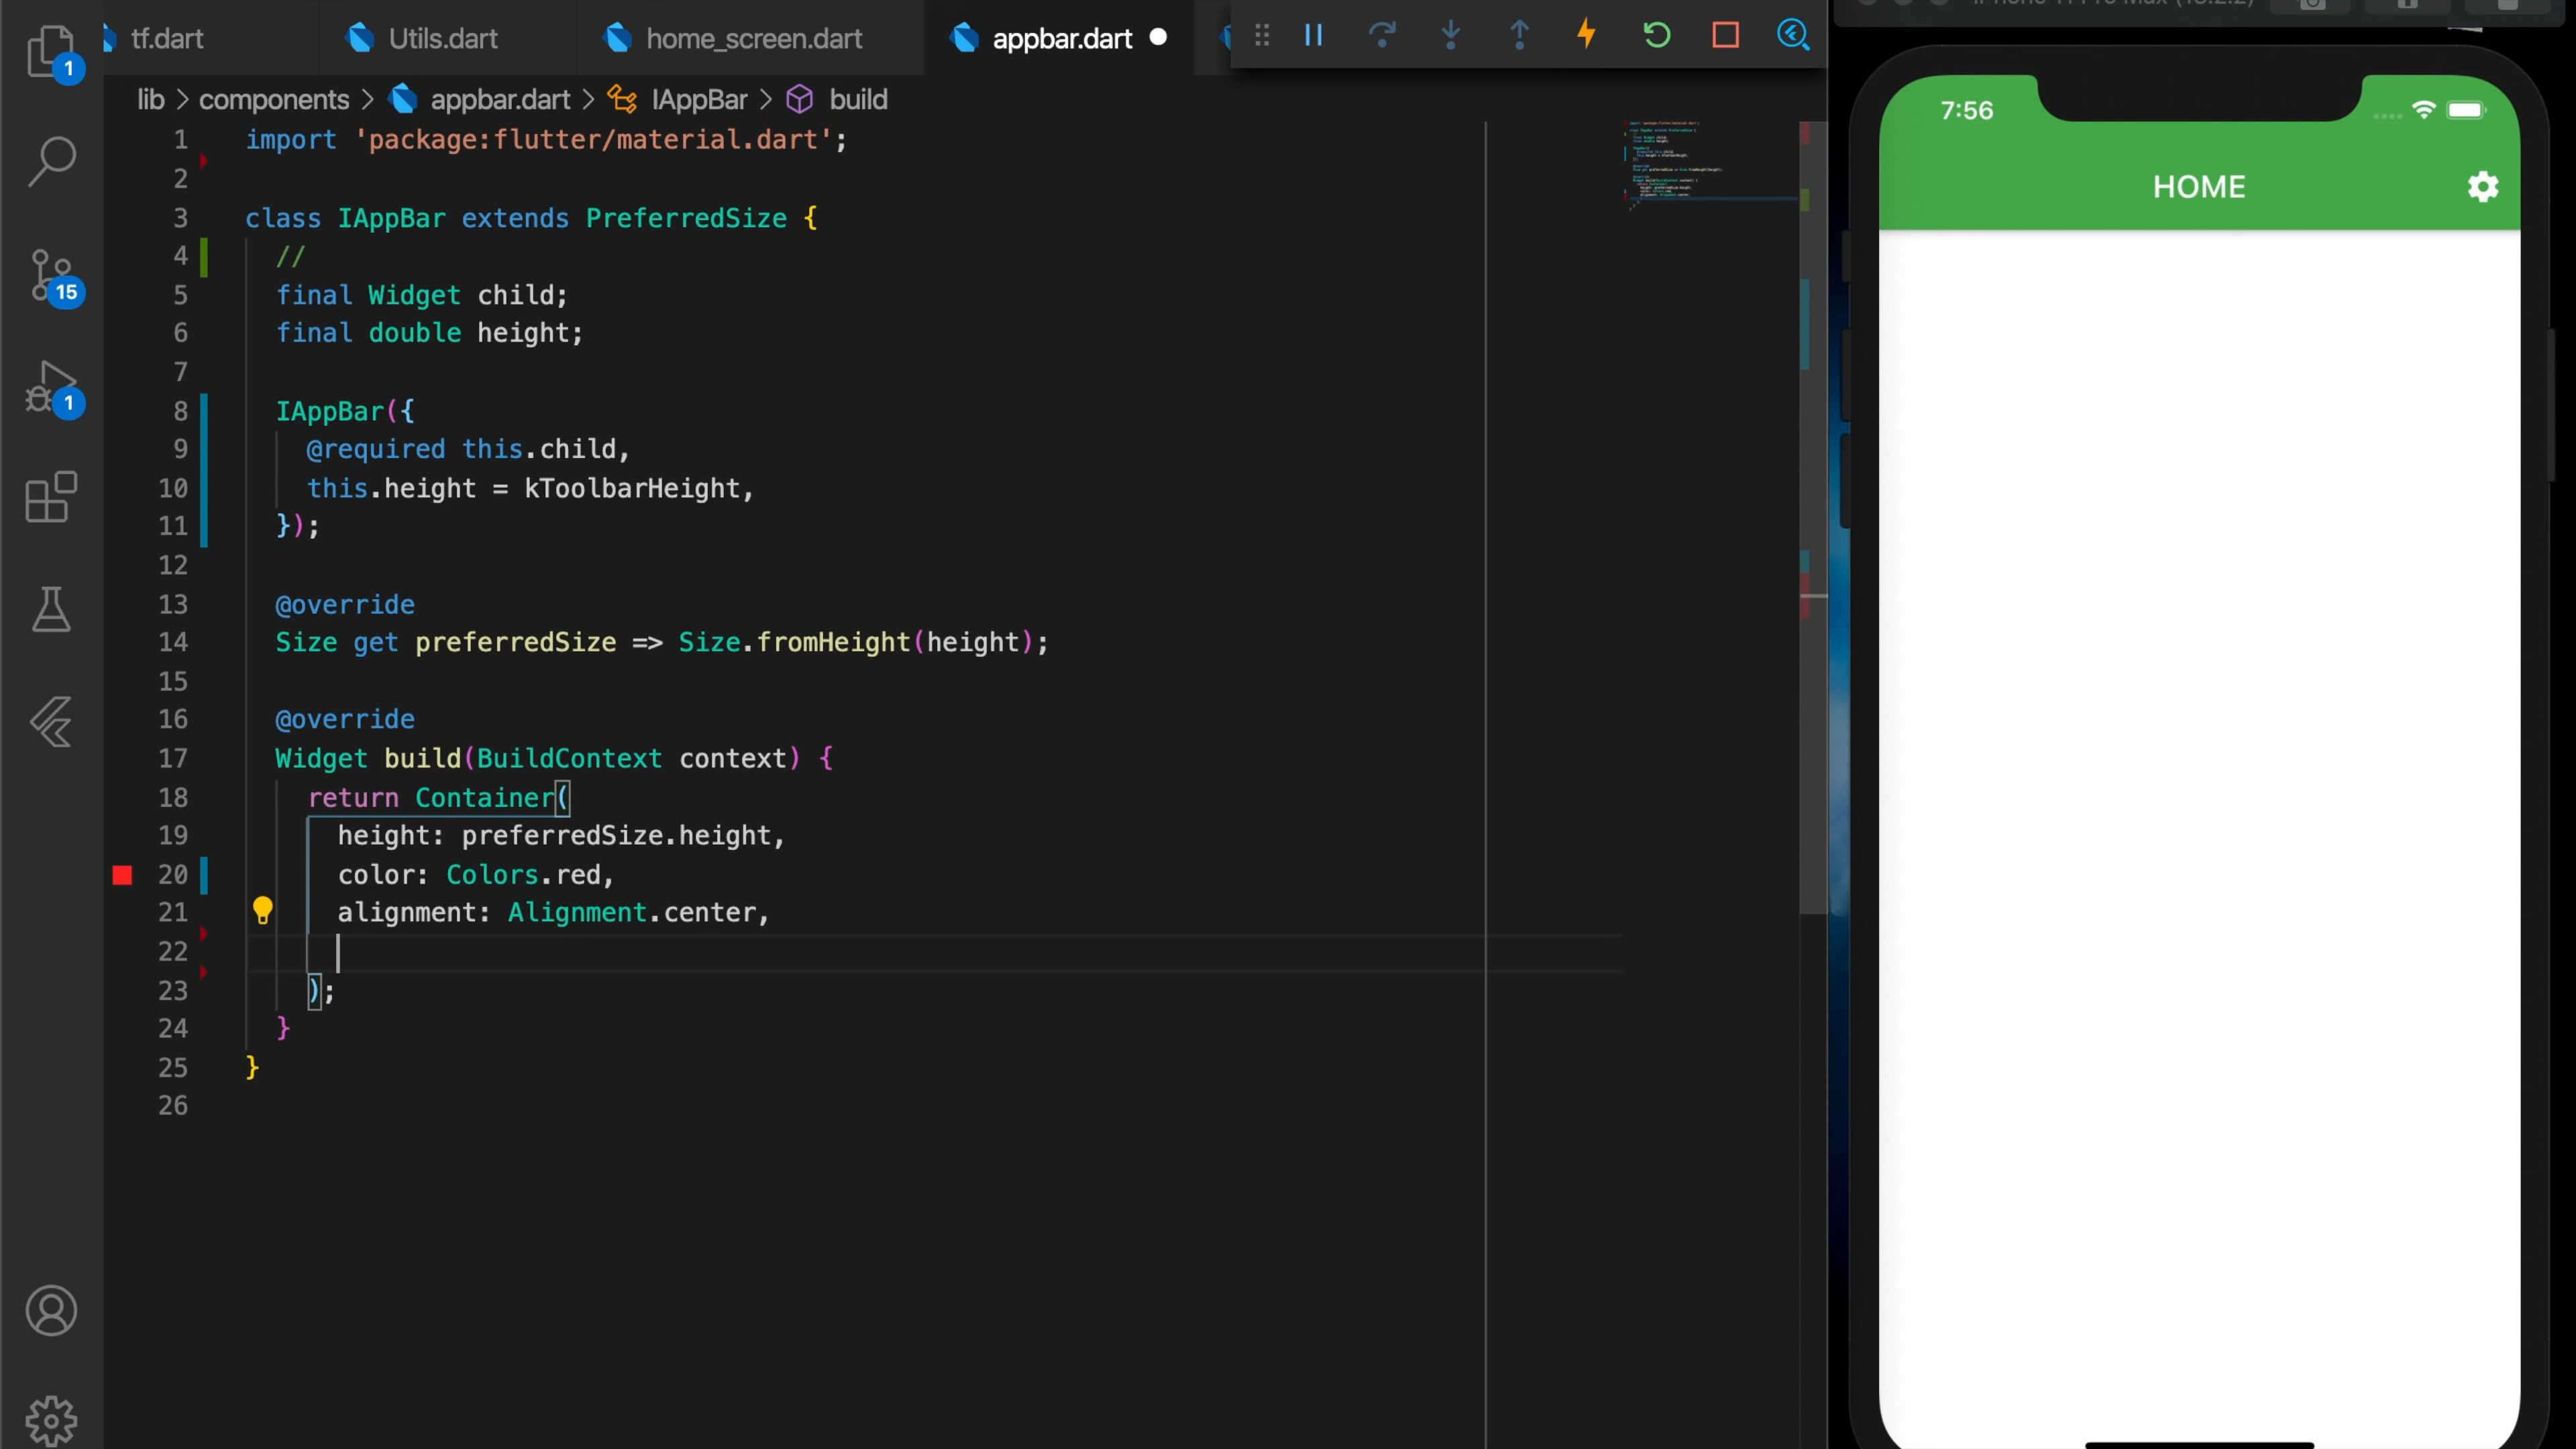 tf.dart
Utils.dart
home_screen.dart
appbar.dart
lib > components > appbar.dart > IAppBar > build
1 import 'package:flutter/material.dart';
2
3 class IAppBar extends PreferredSize {
4 //
5 final Widget child;
6 final double height;
7
8 IAppBar({
9 @required this.child,
10 this.height = kToolbarHeight,
11 });
12
13 @override
14 Size get preferredSize => Size.fromHeight(height);
15
16 @override
17 Widget build(BuildContext context) {
18 return Container(
19 height: preferredSize.height,
20 color: Colors.red,
21 alignment: Alignment.center,
22
23 );
24 }
25 }
26
1
15
1
7:56
HOME